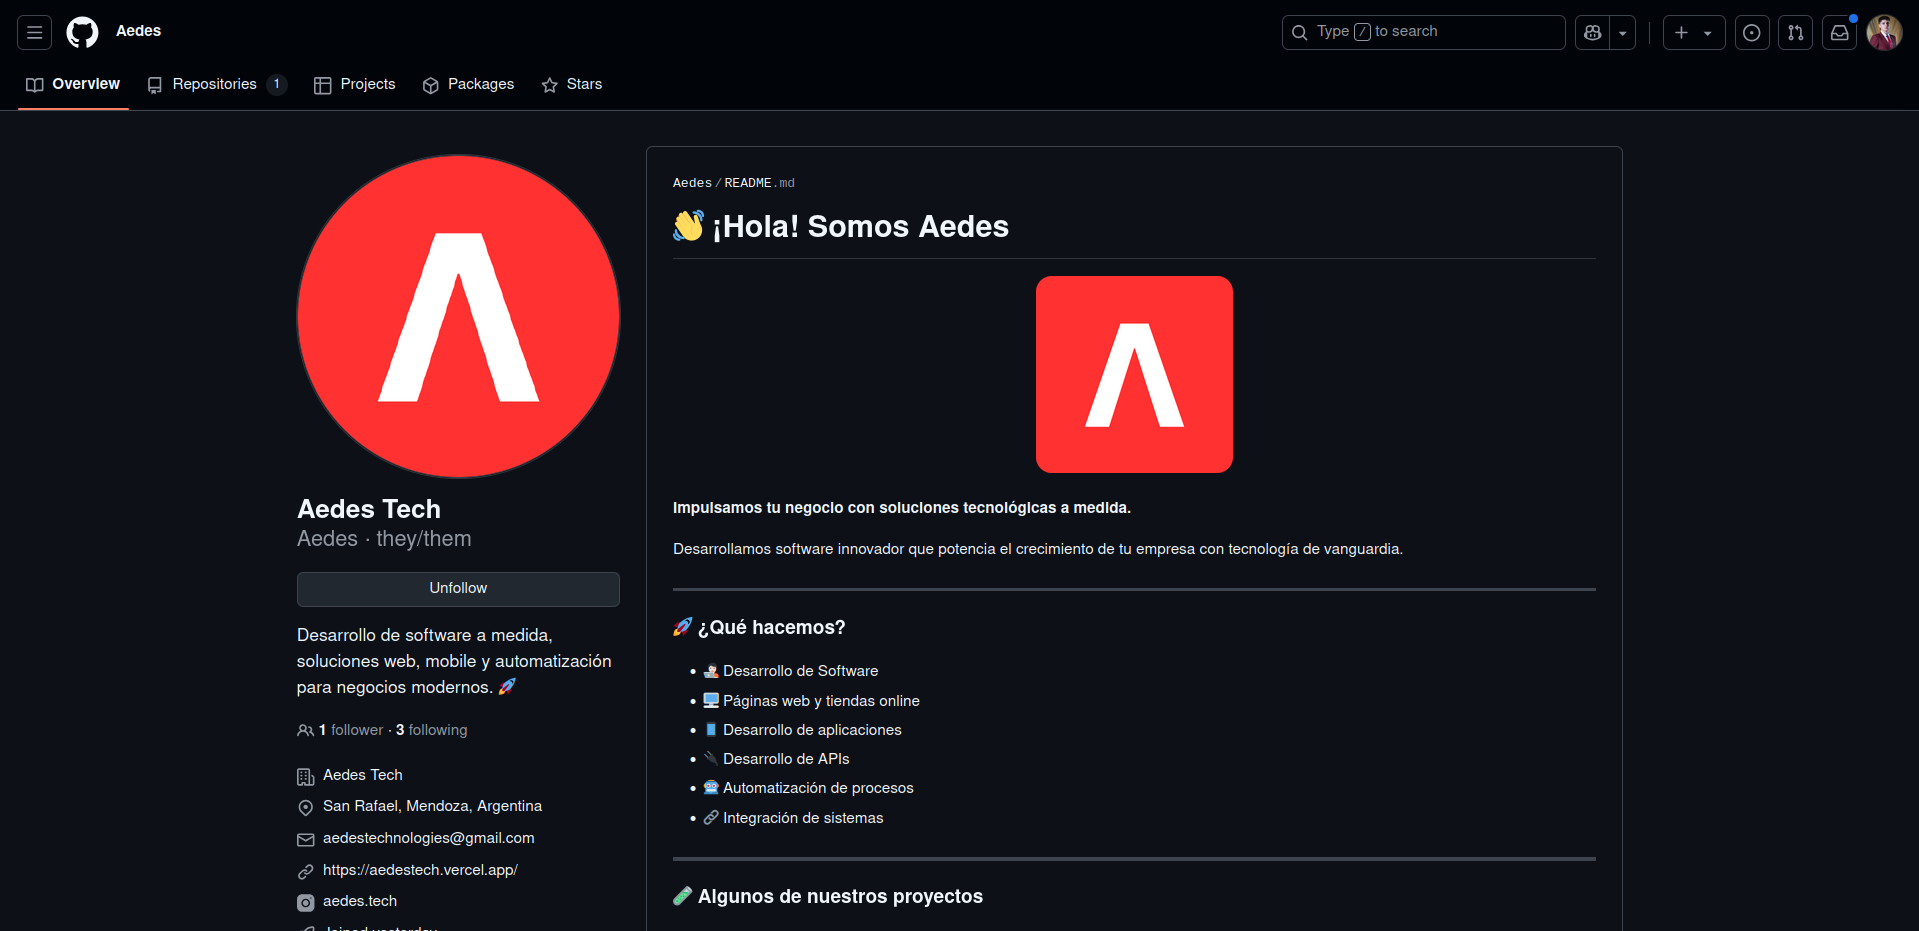 Aedes
Type / to search
Overview
Repositories 1
Projects
Packages
Stars
Aedes Tech
Aedes · they/them
Unfollow
Desarrollo de software a medida,
soluciones web, mobile y automatización
para negocios modernos. 🚀
1 follower · 3 following
Aedes Tech
San Rafael, Mendoza, Argentina
aedestechnologies@gmail.com
https://aedestech.vercel.app/
aedes.tech
Joined yesterday
Aedes/README.md
👋 ¡Hola! Somos Aedes
Impulsamos tu negocio con soluciones tecnológicas a medida.
Desarrollamos software innovador que potencia el crecimiento de tu empresa con tecnología de vanguardia.
🚀 ¿Qué hacemos?
• 👨🏻‍💻 Desarrollo de Software
• 🖥️ Páginas web y tiendas online
• 📱 Desarrollo de aplicaciones
• 🔌 Desarrollo de APIs
• 🤖 Automatización de procesos
• 🔗 Integración de sistemas
🧪 Algunos de nuestros proyectos